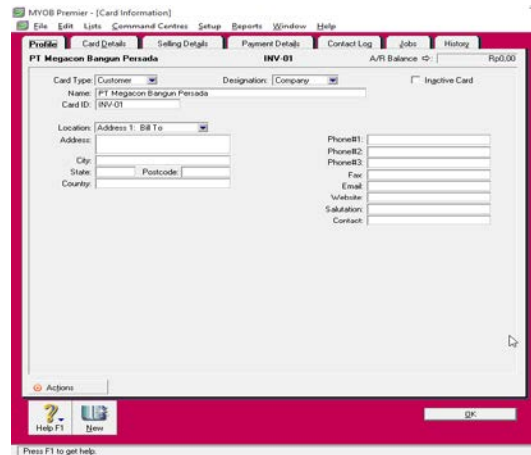 MYOB Premier - [Card Information]
File Edit Lists Command Centres Setup Reports Window Help
Profile Card Details Selling Details Payment Details Contact Log Jobs History
PT Megacon Bangun Persada INV-01 A/R Balance Rp0,00
Card Type: Customer Designation: Company Inactive Card
Name: PT Megacon Bangun Persada
Card ID: INV-01
Location: Address 1: Bill To
Address: Phone#1:
Phone#2:
City: Phone#3:
State: Postcode: Fax:
Country: Email:
Website:
Salutation:
Contact:
Actions
Help F1 New OK
Press F1 to get help.